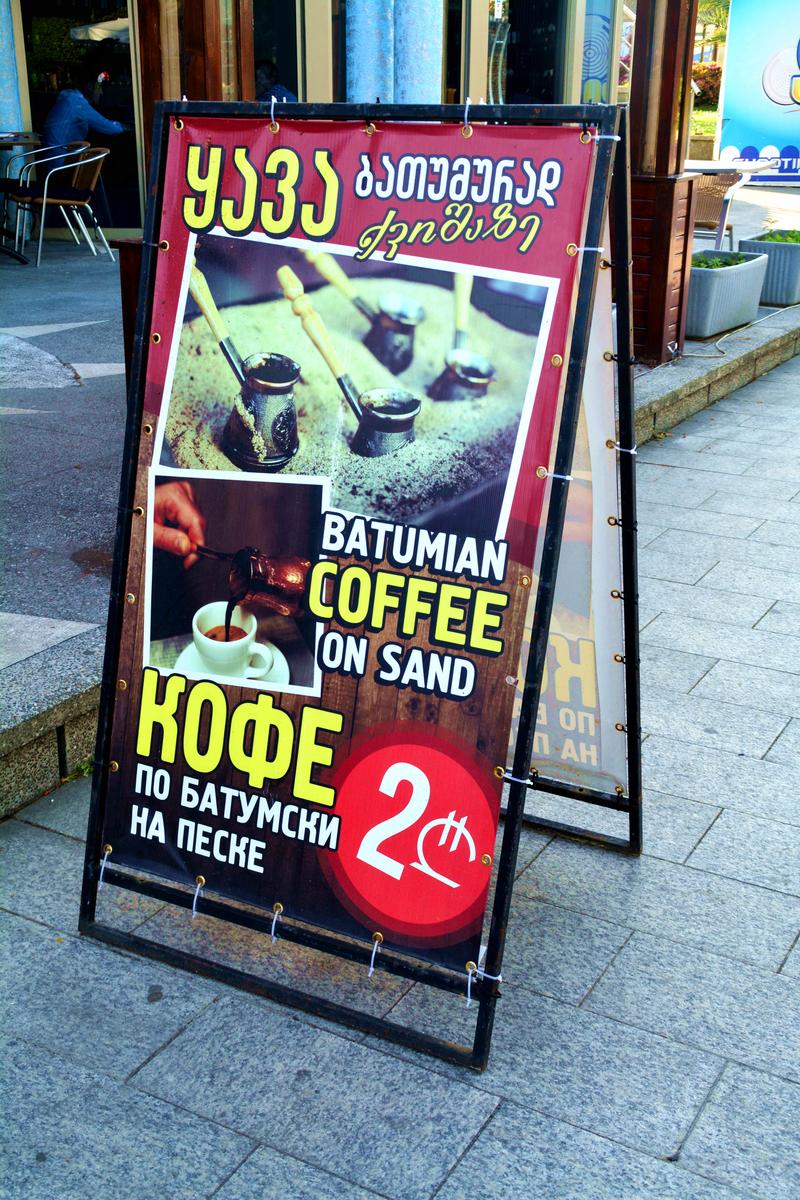 ყავა ბათუმურად
ქვიშაზე
BATUMIAN
COFFEE
ON SAND
КОФЕ
ПО БАТУМСКИ
НА ПЕСКЕ
2₾